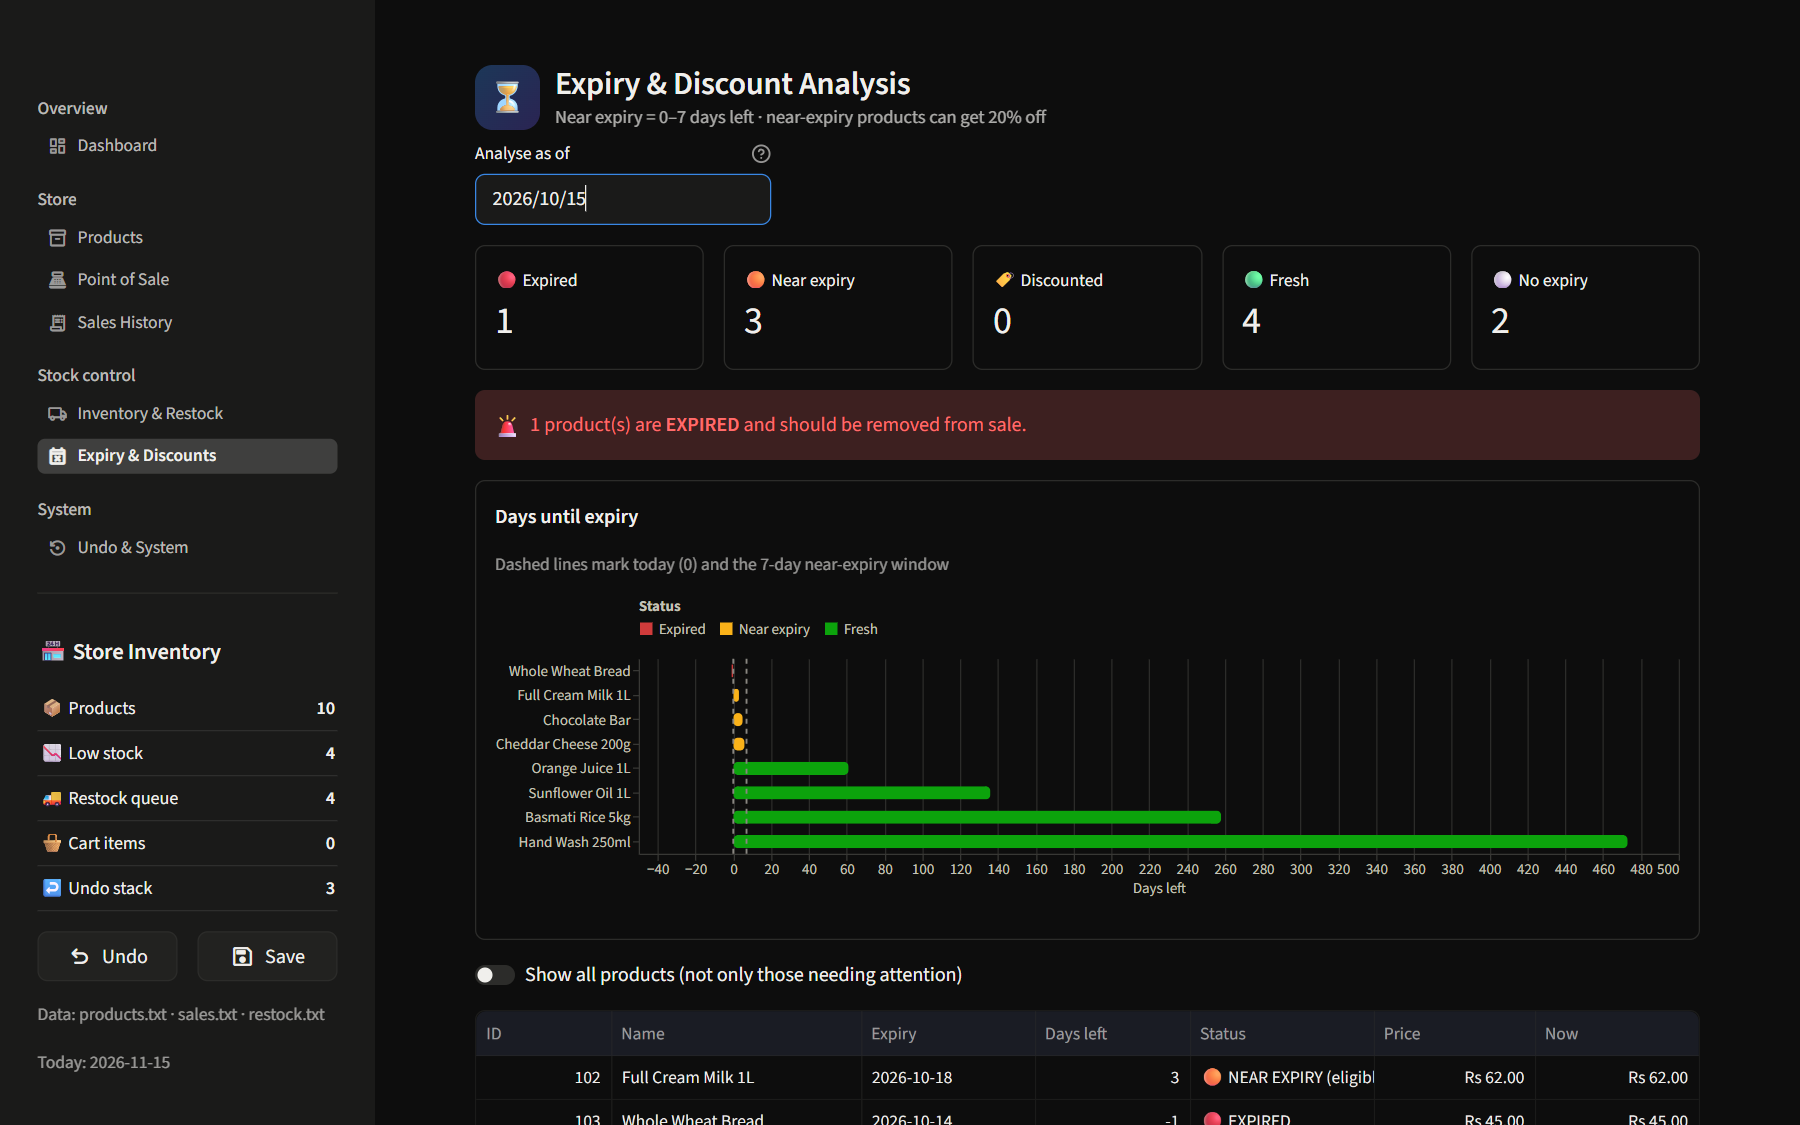 Overview
Dashboard
Store
Products
Point of Sale
Sales History
Stock control
Inventory & Restock
Expiry & Discounts
System
Undo & System
Store Inventory
Products 10
Low stock 4
Restock queue 4
Cart items 0
Undo stack 3
Undo Save
Data: products.txt · sales.txt · restock.txt
Today: 2026-11-15
Expiry & Discount Analysis
Near expiry = 0–7 days left · near-expiry products can get 20% off
Analyse as of
2026/10/15
Expired Near expiry Discounted Fresh No expiry
1 3 0 4 2
1 product(s) are EXPIRED and should be removed from sale.
Days until expiry
Dashed lines mark today (0) and the 7-day near-expiry window
Status
Expired Near expiry Fresh
Whole Wheat Bread
Full Cream Milk 1L
Chocolate Bar
Cheddar Cheese 200g
Orange Juice 1L
Sunflower Oil 1L
Basmati Rice 5kg
Hand Wash 250ml
−40 −20 0 20 40 60 80 100 120 140 160 180 200 220 240 260 280 300 320 340 360 380 400 420 440 460 480 500
Days left
Show all products (not only those needing attention)
ID Name Expiry Days left Status Price Now
102 Full Cream Milk 1L 2026-10-18 3 NEAR EXPIRY (eligibl Rs 62.00 Rs 62.00
103 Whole Wheat Bread 2026-10-14 -1 EXPIRED Rs 45.00 Rs 45.00